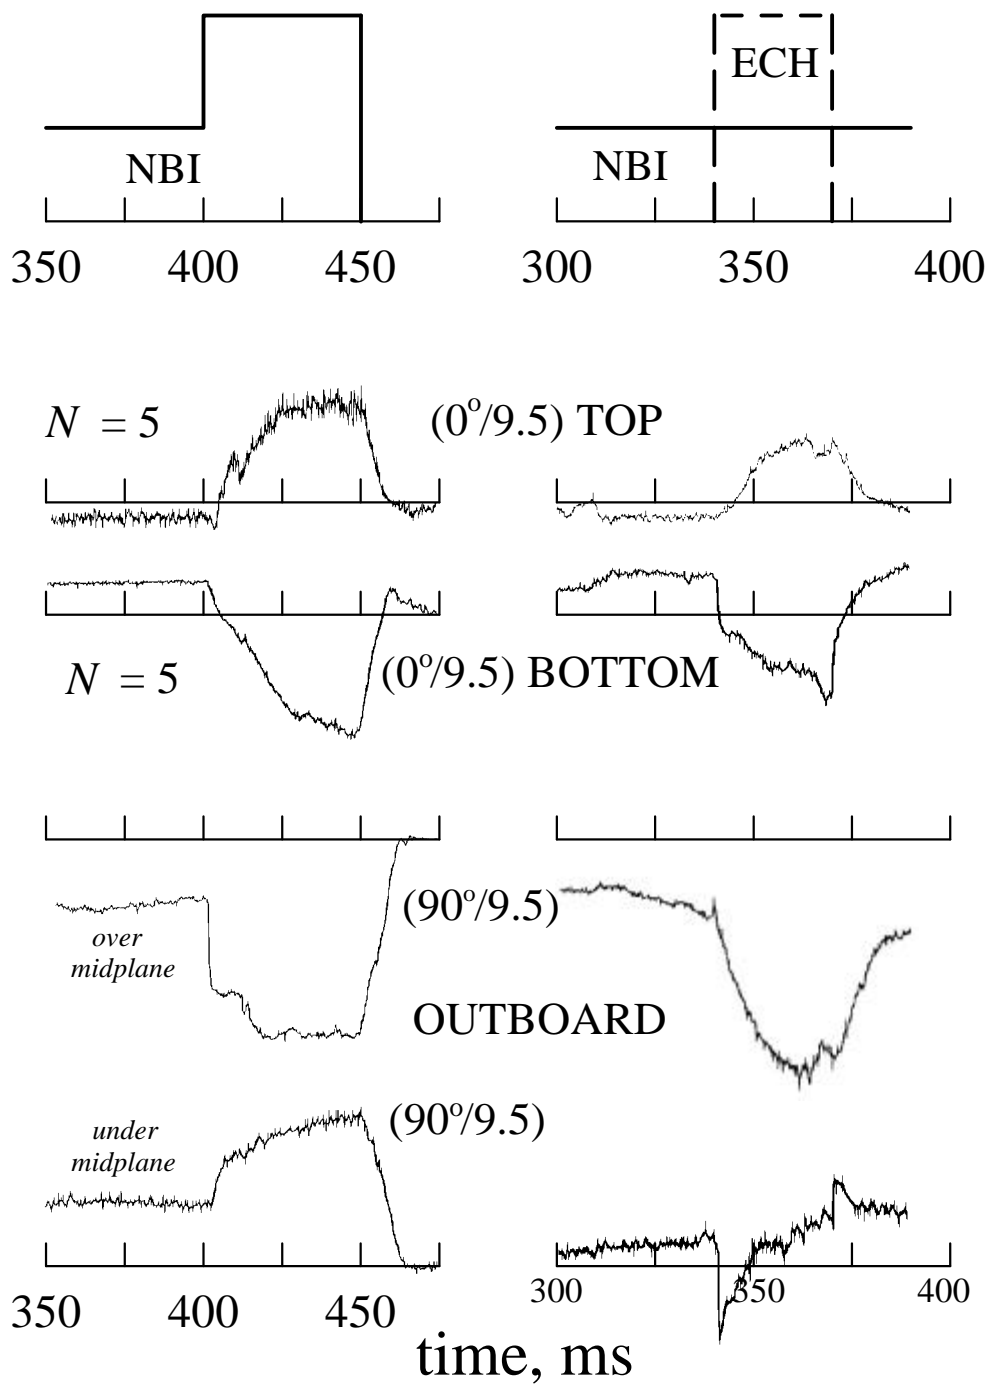 ECH
NBI NBI
350 400 450 300 350 400
N = 5 (0°/9.5) TOP
N = 5 (0°/9.5) BOTTOM
(90°/9.5)
over
midplane
OUTBOARD
(90°/9.5)
under
midplane
300 350 400
350 400 450
time, ms